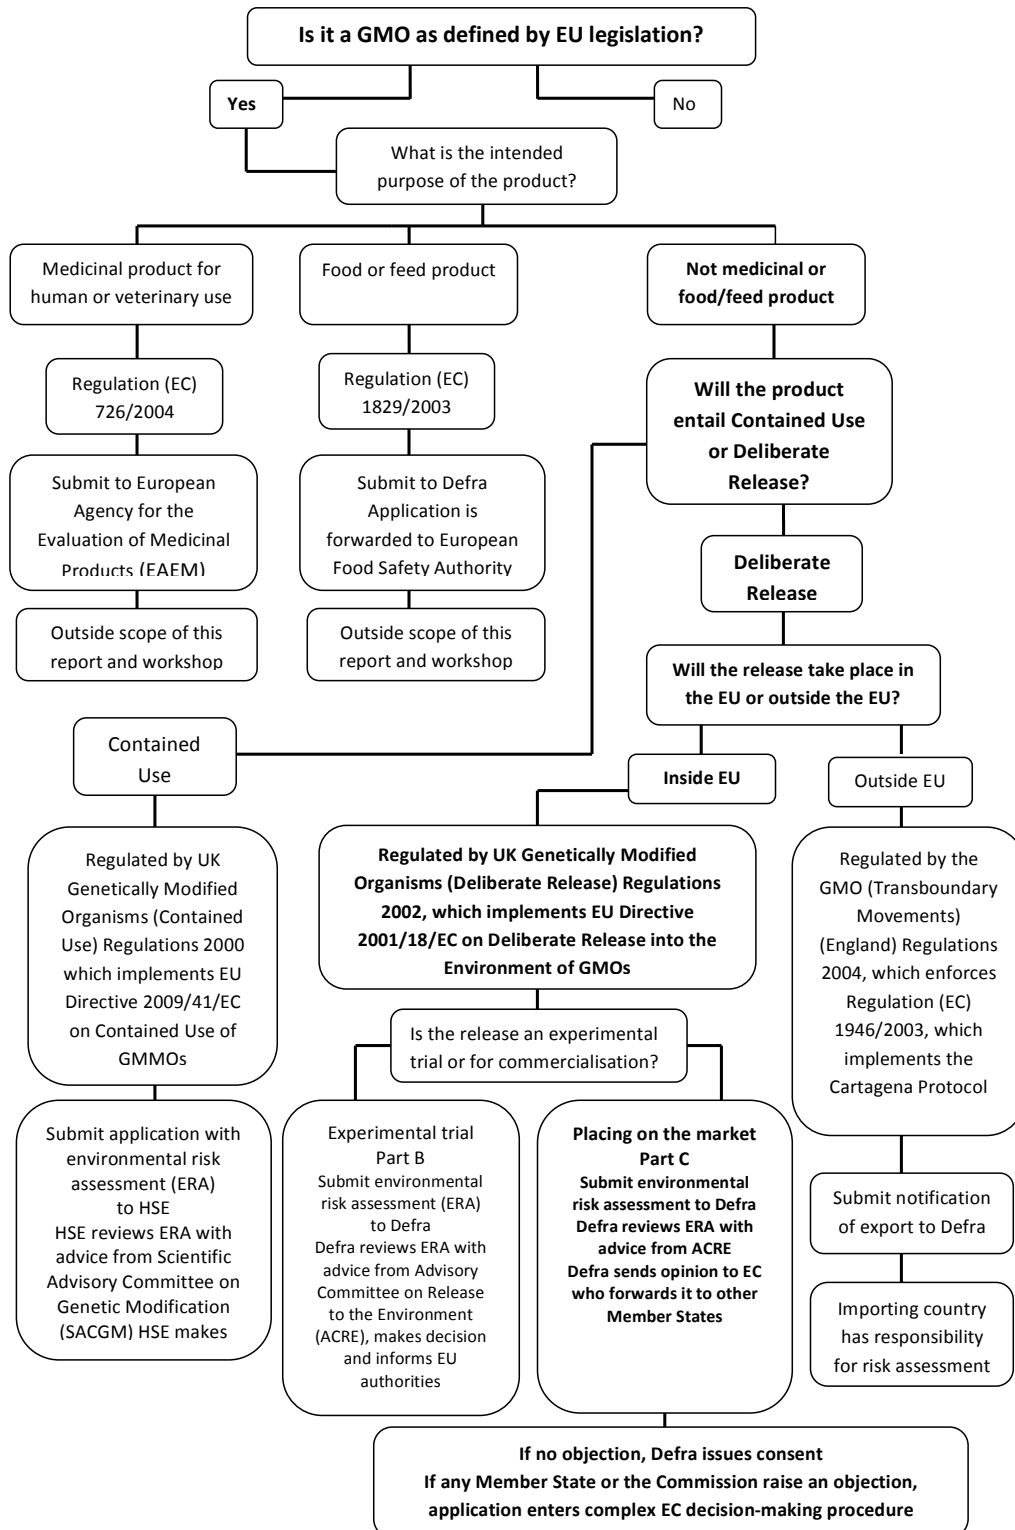 Is it a GMO as defined by EU legislation?
Yes
No
What is the intended
purpose of the product?
Medicinal product for
human or veterinary use
Food or feed product
Not medicinal or
food/feed product
Regulation (EC)
726/2004
Regulation (EC)
1829/2003
Will the product
entail Contained Use
or Deliberate
Release?
Submit to European
Agency for the
Evaluation of Medicinal
Products (EAEM)
Submit to Defra
Application is
forwarded to European
Food Safety Authority
Deliberate
Release
Outside scope of this
report and workshop
Outside scope of this
report and workshop
Will the release take place in
the EU or outside the EU?
Contained
Use
Inside EU
Outside EU
Regulated by UK
Genetically Modified
Organisms (Contained
Use) Regulations 2000
which implements EU
Directive 2009/41/EC
on Contained Use of
GMMOs
Regulated by UK Genetically Modified
Organisms (Deliberate Release) Regulations
2002, which implements EU Directive
2001/18/EC on Deliberate Release into the
Environment of GMOs
Regulated by the
GMO (Transboundary
Movements)
(England) Regulations
2004, which enforces
Regulation (EC)
1946/2003, which
implements the
Cartagena Protocol
Is the release an experimental
trial or for commercialisation?
Submit application with
environmental risk
assessment (ERA)
to HSE
HSE reviews ERA with
advice from Scientific
Advisory Committee on
Genetic Modification
(SACGM) HSE makes
Experimental trial
Part B
Submit environmental
risk assessment (ERA)
to Defra
Defra reviews ERA with
advice from Advisory
Committee on Release
to the Environment
(ACRE), makes decision
and informs EU
authorities
Placing on the market
Part C
Submit environmental
risk assessment to Defra
Defra reviews ERA with
advice from ACRE
Defra sends opinion to EC
who forwards it to other
Member States
Submit notification
of export to Defra
Importing country
has responsibility
for risk assessment
If no objection, Defra issues consent
If any Member State or the Commission raise an objection,
application enters complex EC decision-making procedure